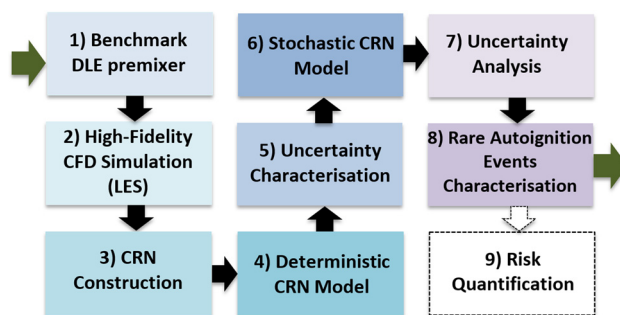 1) Benchmark
DLE premixer
2) High-Fidelity
CFD Simulation
(LES)
3) CRN
Construction
4) Deterministic
CRN Model
5) Uncertainty
Characterisation
6) Stochastic CRN
Model
7) Uncertainty
Analysis
8) Rare Autoignition
Events
Characterisation
9) Risk
Quantification